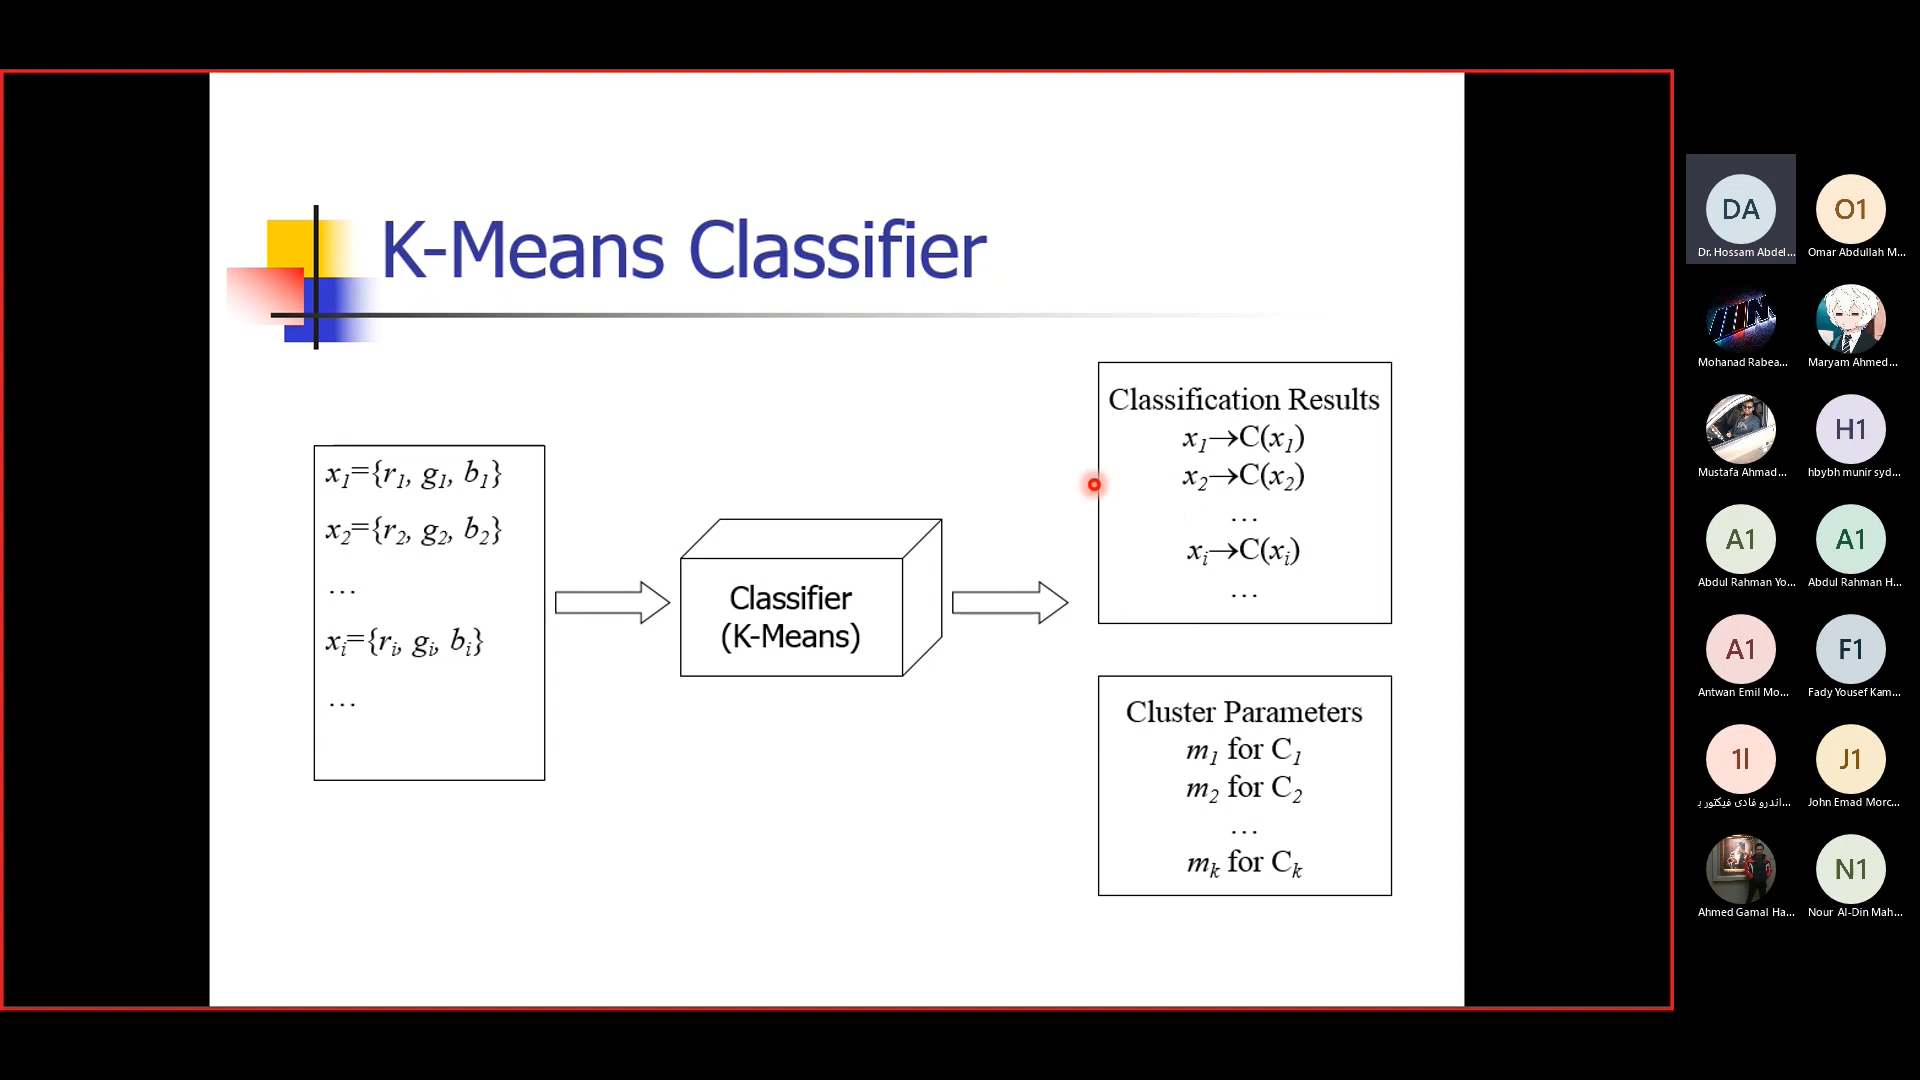 K-Means Classifier
x₁={r₁, g₁, b₁}
x₂={r₂, g₂, b₂}
…
xᵢ={rᵢ, gᵢ, bᵢ}
…
Classifier
(K-Means)
Classification Results
x₁→C(x₁)
x₂→C(x₂)
…
xᵢ→C(xᵢ)
…
Cluster Parameters
m₁ for C₁
m₂ for C₂
…
mₖ for Cₖ
DA
Dr. Hossam Abdel...
O1
Omar Abdullah M...
Mohanad Rabea...
Maryam Ahmed...
Mustafa Ahmad...
H1
hbybh munir syd...
A1
Abdul Rahman Yo...
A1
Abdul Rahman H...
A1
Antwan Emil Mo...
F1
Fady Yousef Kam...
1ا
اندرو فادى فيكتور ب...
J1
John Emad Morc...
Ahmed Gamal Ha...
N1
Nour Al-Din Mah...